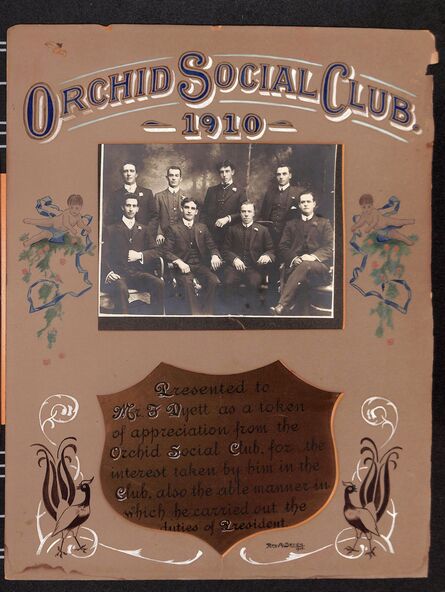 ORCHID SOCIAL CLUB.
1910
Presented to
Mr. F Dyett as a token
of appreciation from the
Orchid Social Club, for the
interest taken by him in the
Club, also the able manner in
which he carried out the
duties of President